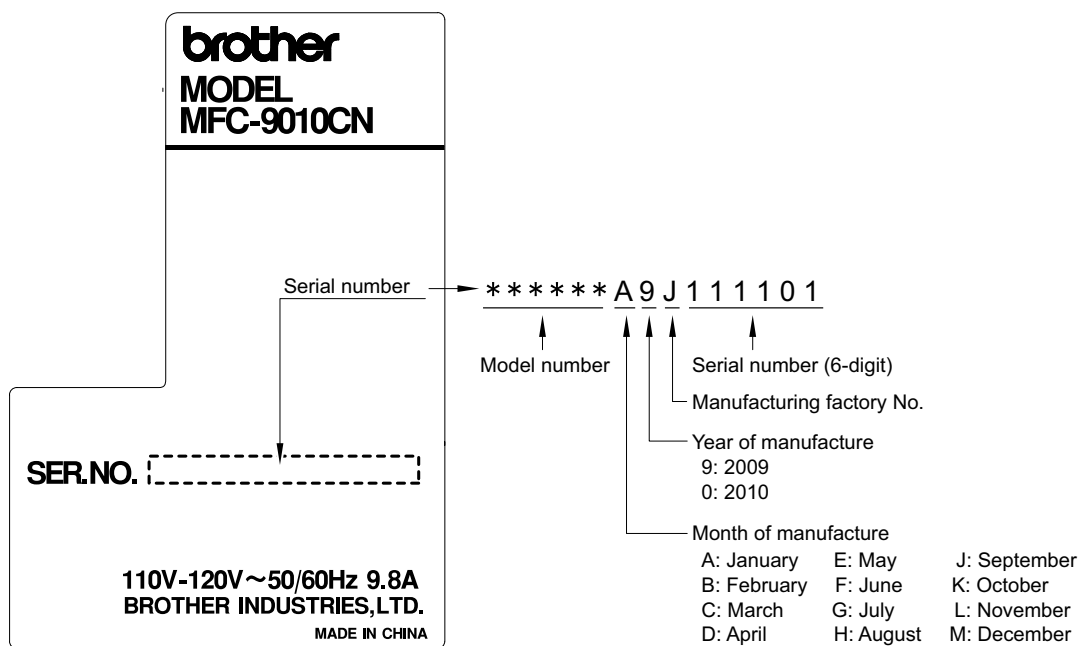 brother
MODEL
MFC-9010CN
Serial number
******A9J111101
Model number
Serial number (6-digit)
Manufacturing factory No.
Year of manufacture
9: 2009
0: 2010
SER.NO.
Month of manufacture
A: January E: May J: September
B: February F: June K: October
C: March G: July L: November
D: April H: August M: December
110V-120V~50/60Hz 9.8A
BROTHER INDUSTRIES,LTD.
MADE IN CHINA